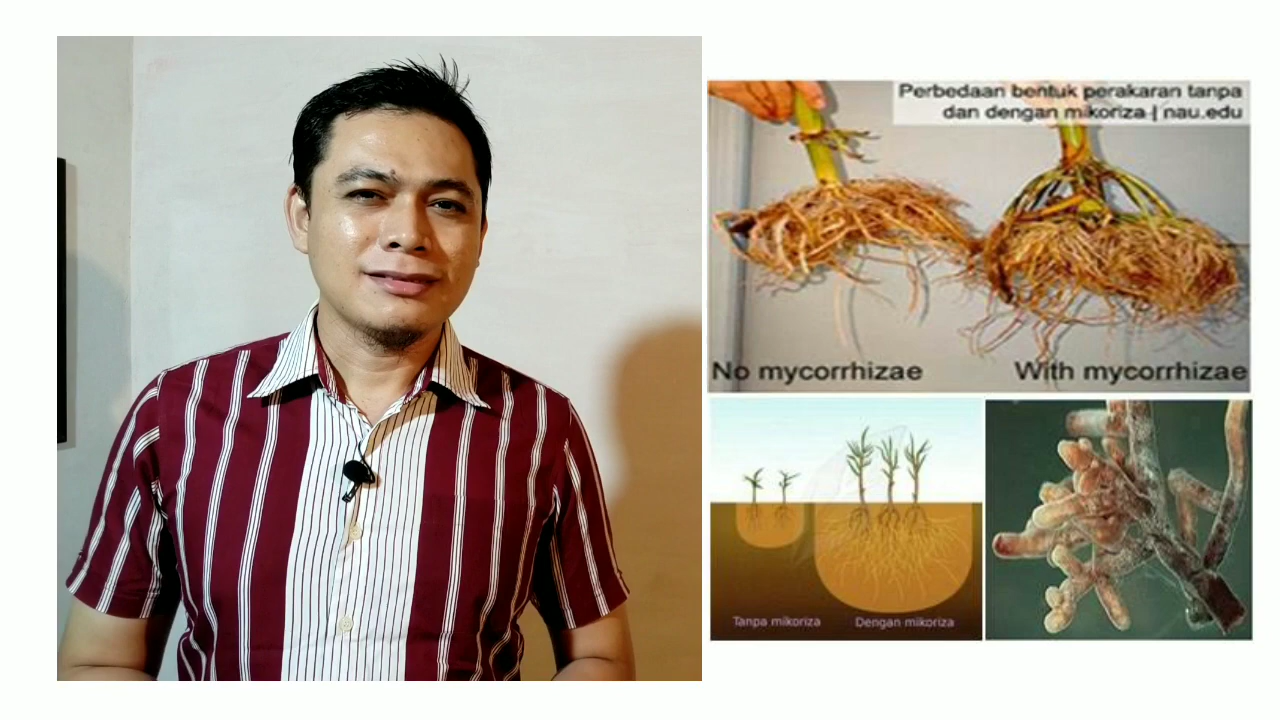 Perbedaan bentuk perakaran tanpa
dan dengan mikoriza | nau.edu
No mycorrhizae
With mycorrhizae
Tanpa mikoriza
Dengan mikoriza